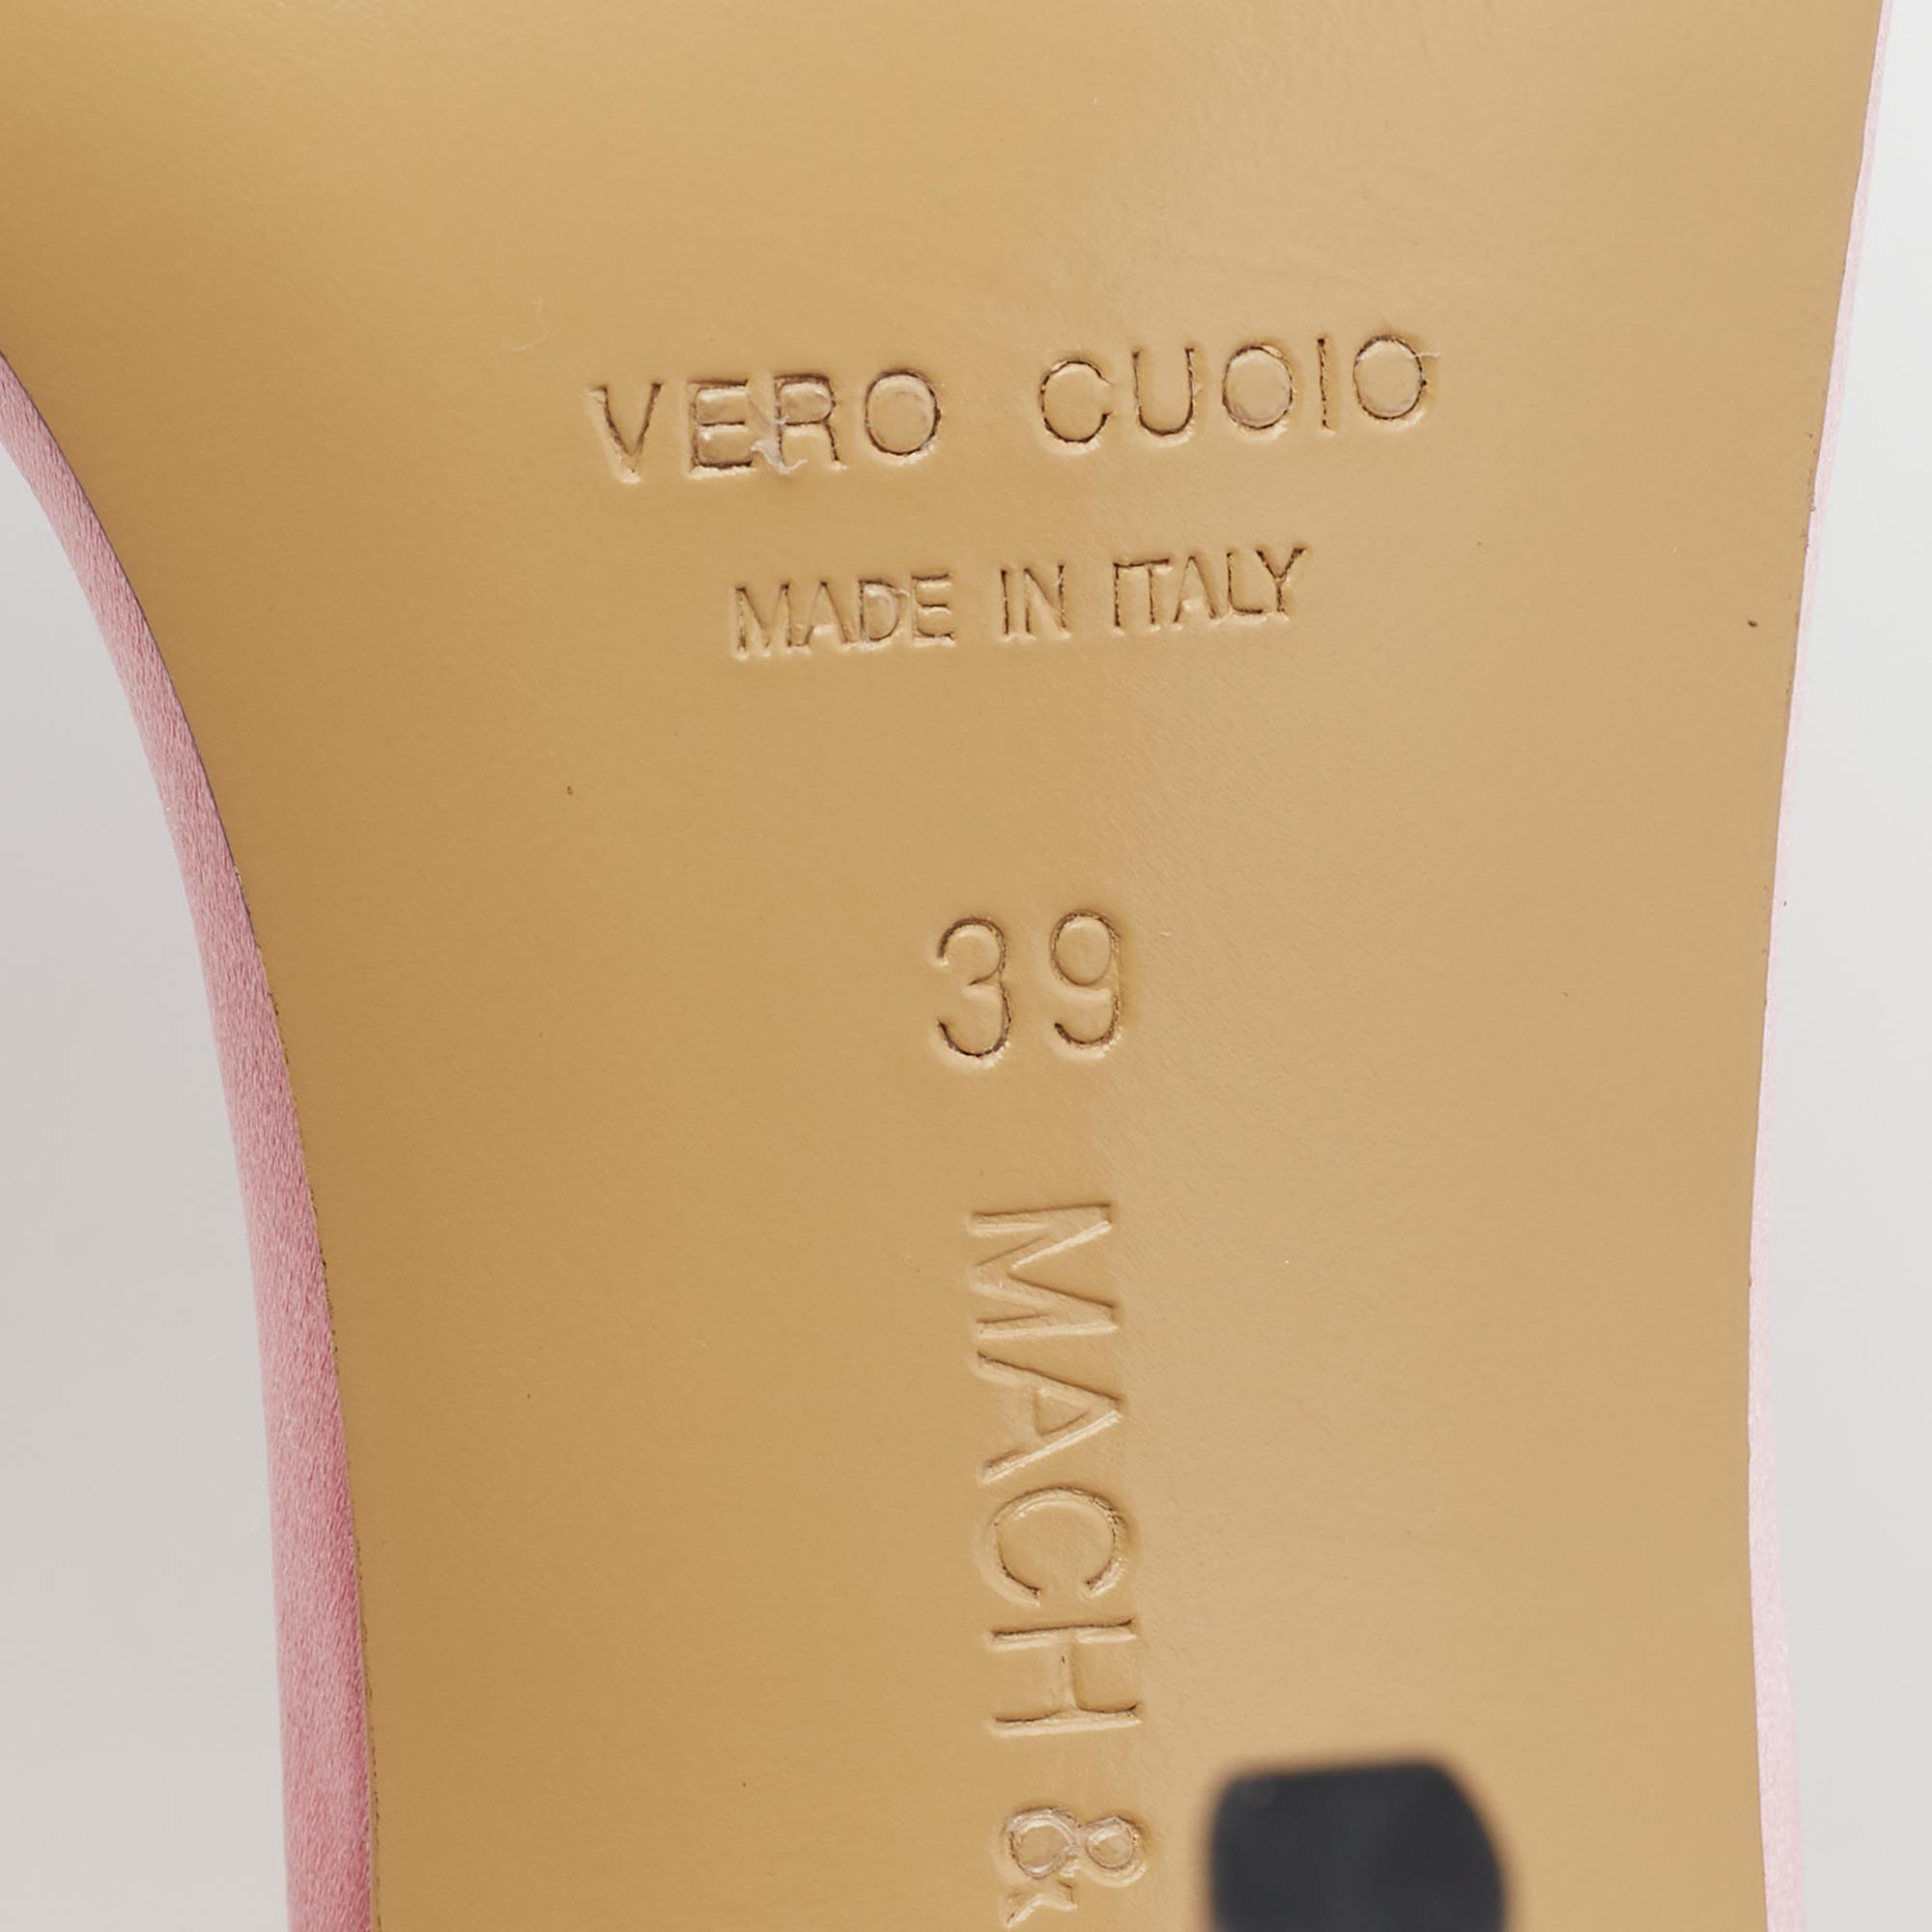 VERO CUOIO
MADE IN ITALY
39
MACH &